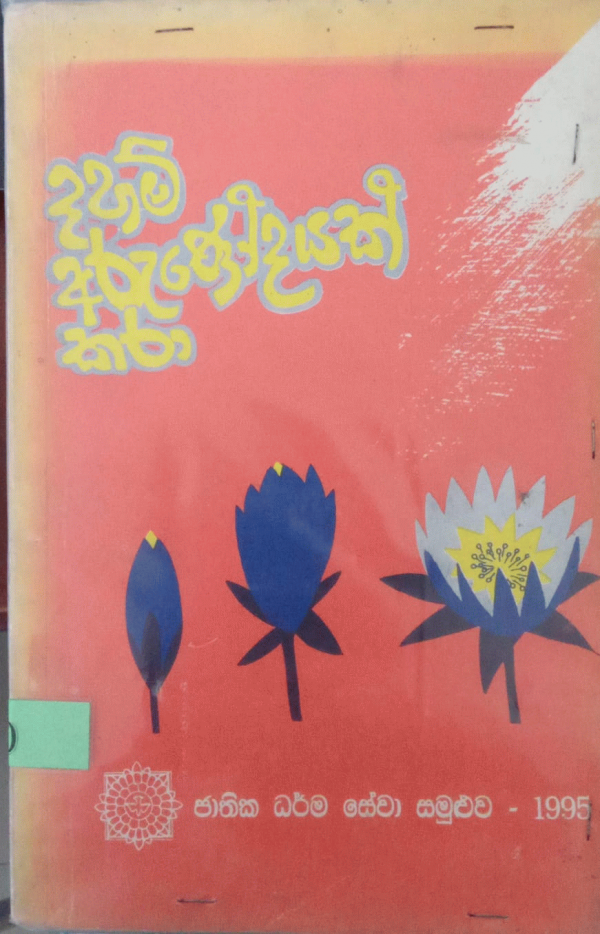 දහම්
අරුණෝදයක්
කරා
ජාතික ධර්ම සේවා සමුළුව - 1995